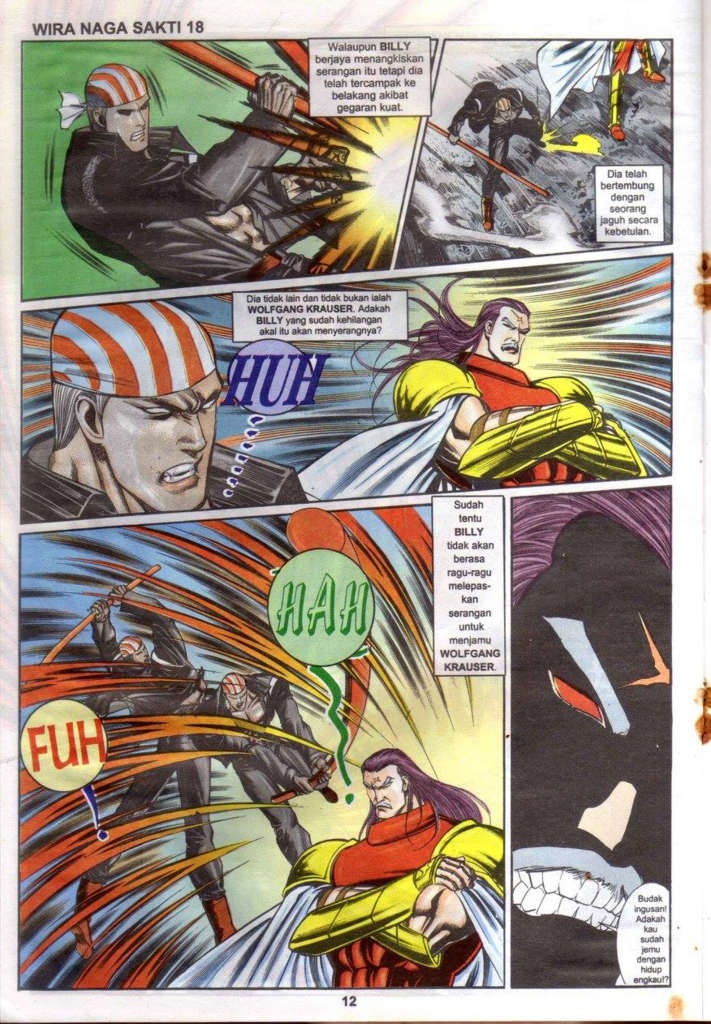 WIRA NAGA SAKTI 18
Walaupun BILLY
berjaya menangkiskan
serangan itu tetapi dia
telah tercampak ke
belakang akibat
gegaran kuat.
Dia telah
bertembung
dengan
seorang
jaguh secara
kebetulan.
Dia tidak lain dan tidak bukan ialah
WOLFGANG KRAUSER. Adakah
BILLY yang sudah kehilangan
akal itu akan menyerangnya?
HUH
Sudah
tentu
BILLY
tidak akan
berasa
ragu-ragu
melepas-
kan
serangan
untuk
menjamu
WOLFGANG
KRAUSER.
HAH
FUH
Budak
ingusan!
Adakah
kau
sudah
jemu
dengan
hidup
engkau!?
12